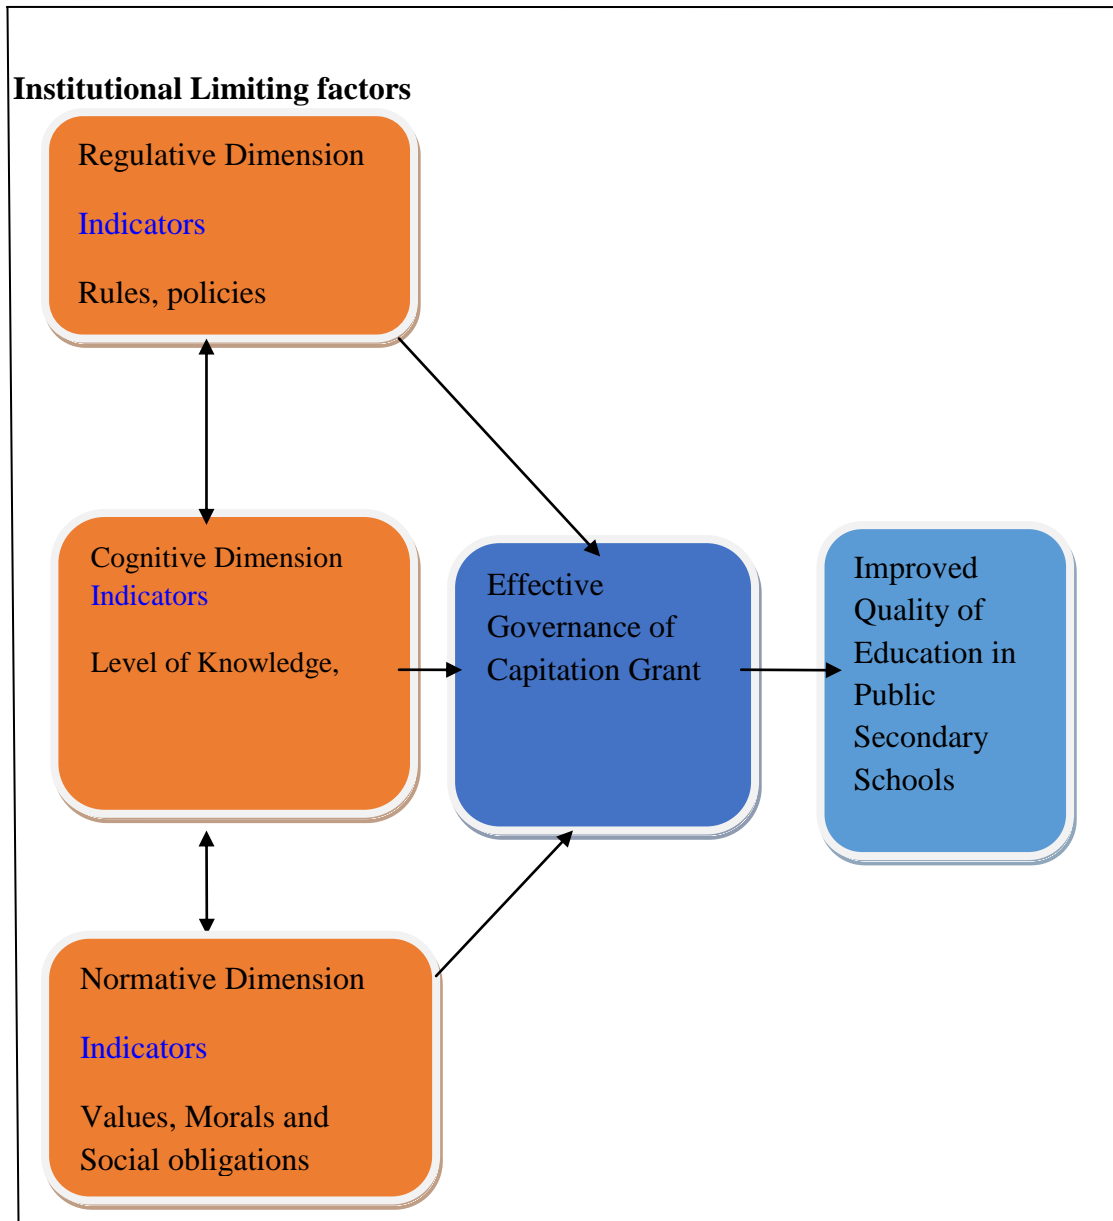 Institutional Limiting factors
Regulative Dimension
Indicators
Rules, policies
Cognitive Dimension
Indicators
Level of Knowledge,
Effective
Governance of
Capitation Grant
Improved
Quality of
Education in
Public
Secondary
Schools
Normative Dimension
Indicators
Values, Morals and
Social obligations